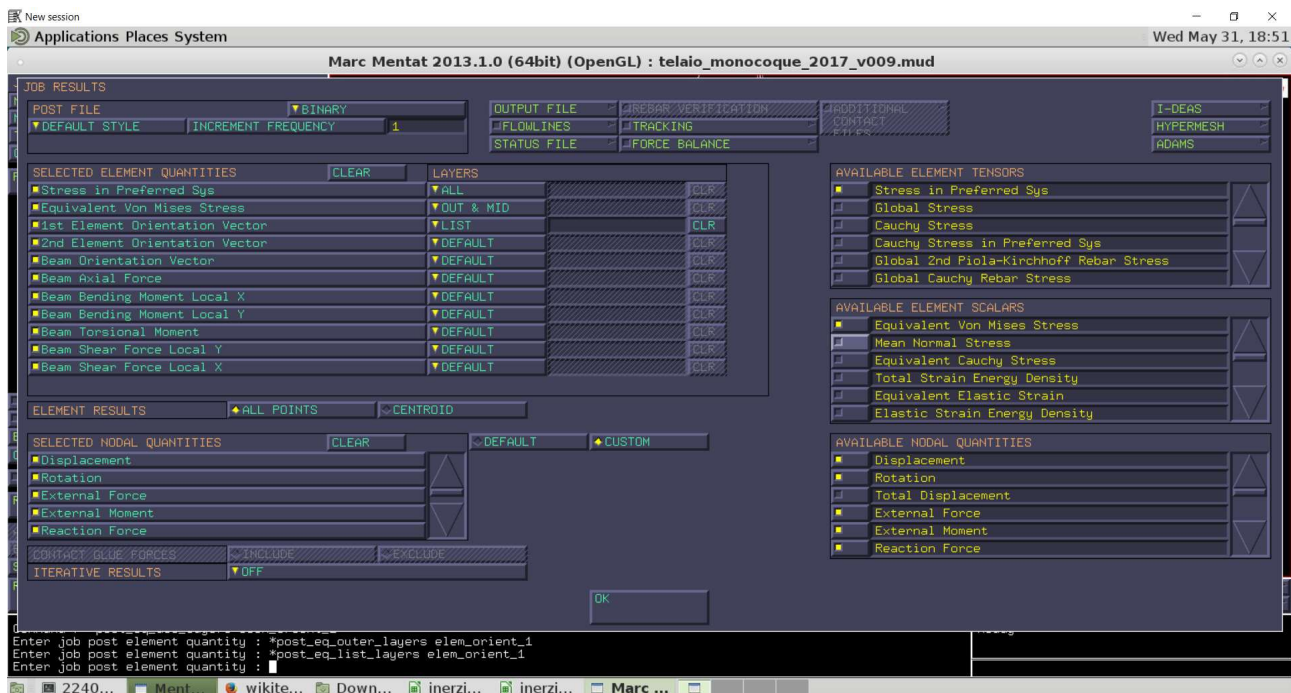 New session
Applications Places System
Wed May 31, 18:51
Marc Mentat 2013.1.0 (64bit) (OpenGL) : telaio_monocoque_2017_v009.mud
JOB RESULTS
POST FILE
BINARY
DEFAULT STYLE
INCREMENT FREQUENCY
1
OUTPUT FILE
REBAR VERIFICATION
ADDITIONAL
CONTACT
FILES
FLOWLINES
TRACKING
STATUS FILE
FORCE BALANCE
I-DEAS
HYPERMESH
ADAMS
SELECTED ELEMENT QUANTITIES
CLEAR
LAYERS
Stress in Preferred Sys
ALL
CLR
Equivalent Von Mises Stress
OUT & MID
CLR
1st Element Orientation Vector
LIST
CLR
2nd Element Orientation Vector
DEFAULT
CLR
Beam Orientation Vector
DEFAULT
CLR
Beam Axial Force
DEFAULT
CLR
Beam Bending Moment Local X
DEFAULT
CLR
Beam Bending Moment Local Y
DEFAULT
CLR
Beam Torsional Moment
DEFAULT
CLR
Beam Shear Force Local Y
DEFAULT
CLR
Beam Shear Force Local X
DEFAULT
CLR
AVAILABLE ELEMENT TENSORS
Stress in Preferred Sys
Global Stress
Cauchy Stress
Cauchy Stress in Preferred Sys
Global 2nd Piola-Kirchhoff Rebar Stress
Global Cauchy Rebar Stress
AVAILABLE ELEMENT SCALARS
Equivalent Von Mises Stress
Mean Normal Stress
Equivalent Cauchy Stress
Total Strain Energy Density
Equivalent Elastic Strain
Elastic Strain Energy Density
ELEMENT RESULTS
ALL POINTS
CENTROID
SELECTED NODAL QUANTITIES
CLEAR
DEFAULT
CUSTOM
Displacement
Rotation
External Force
External Moment
Reaction Force
AVAILABLE NODAL QUANTITIES
Displacement
Rotation
Total Displacement
External Force
External Moment
Reaction Force
CONTACT GLUE FORCES
INCLUDE
EXCLUDE
ITERATIVE RESULTS
OFF
OK
Enter job post element quantity : *post_eq_outer_layers elem_orient_1
Enter job post element quantity : *post_eq_list_layers elem_orient_1
Enter job post element quantity :
2240...
Ment...
wikite...
Down...
inerzi...
inerzi...
Marc ...